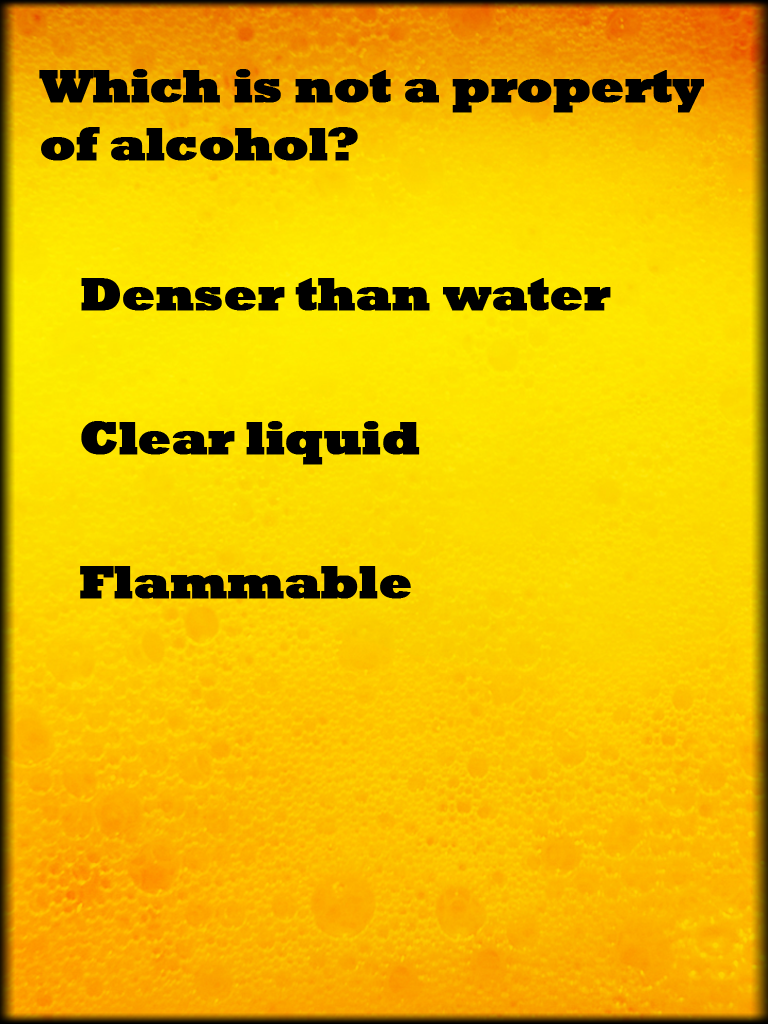 Which is not a property
of alcohol?
Denser than water
Clear liquid
Flammable